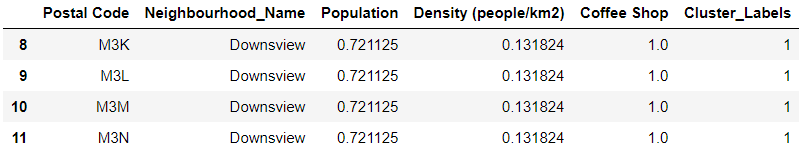 Postal Code Neighbourhood_Name Population Density (people/km2) Coffee Shop Cluster_Labels
8 M3K Downsview 0.721125 0.131824 1.0 1
9 M3L Downsview 0.721125 0.131824 1.0 1
10 M3M Downsview 0.721125 0.131824 1.0 1
11 M3N Downsview 0.721125 0.131824 1.0 1